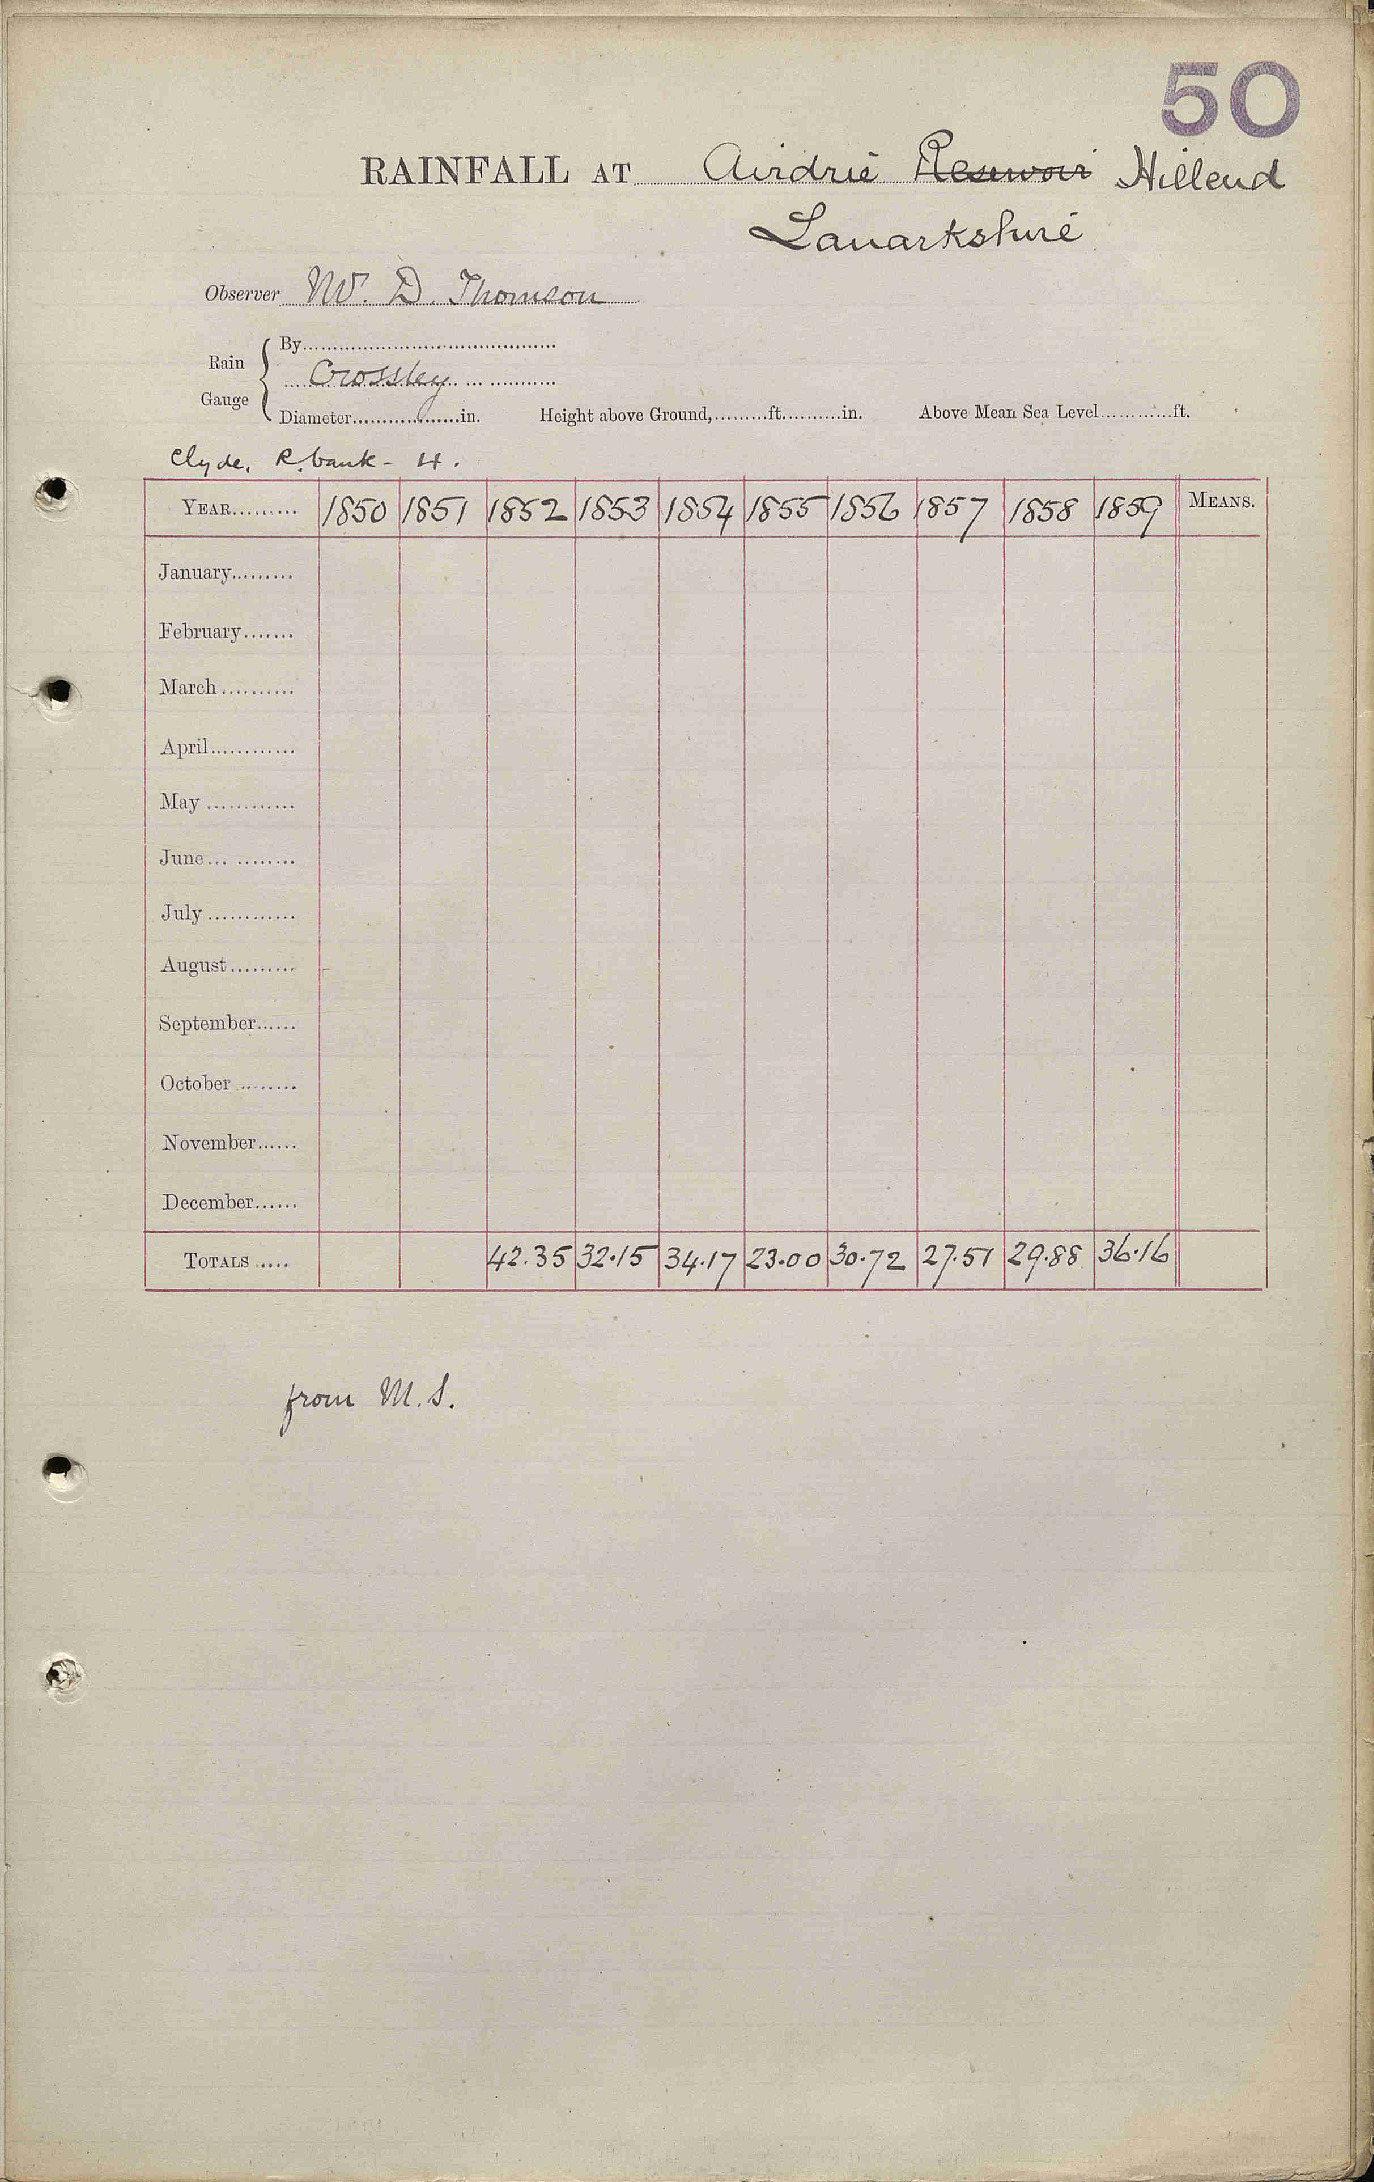 50
RAINFALL AT Airdrie Reservoir Hillend
Lanarkshire
Observer W. D. Thomson
Rain Gauge
By
Crossley
Diameter in. Height above Ground, ft. in. Above Mean Sea Level ft.
Clyde. R. bank - 4.
YEAR 1850 1851 1852 1853 1854 1855 1856 1857 1858 1859 MEANS.
January
February
March
April
May
June
July
August
September
October
November
December
TOTALS 42.35 32.15 34.17 23.00 30.72 27.51 29.88 36.16
from M.S.